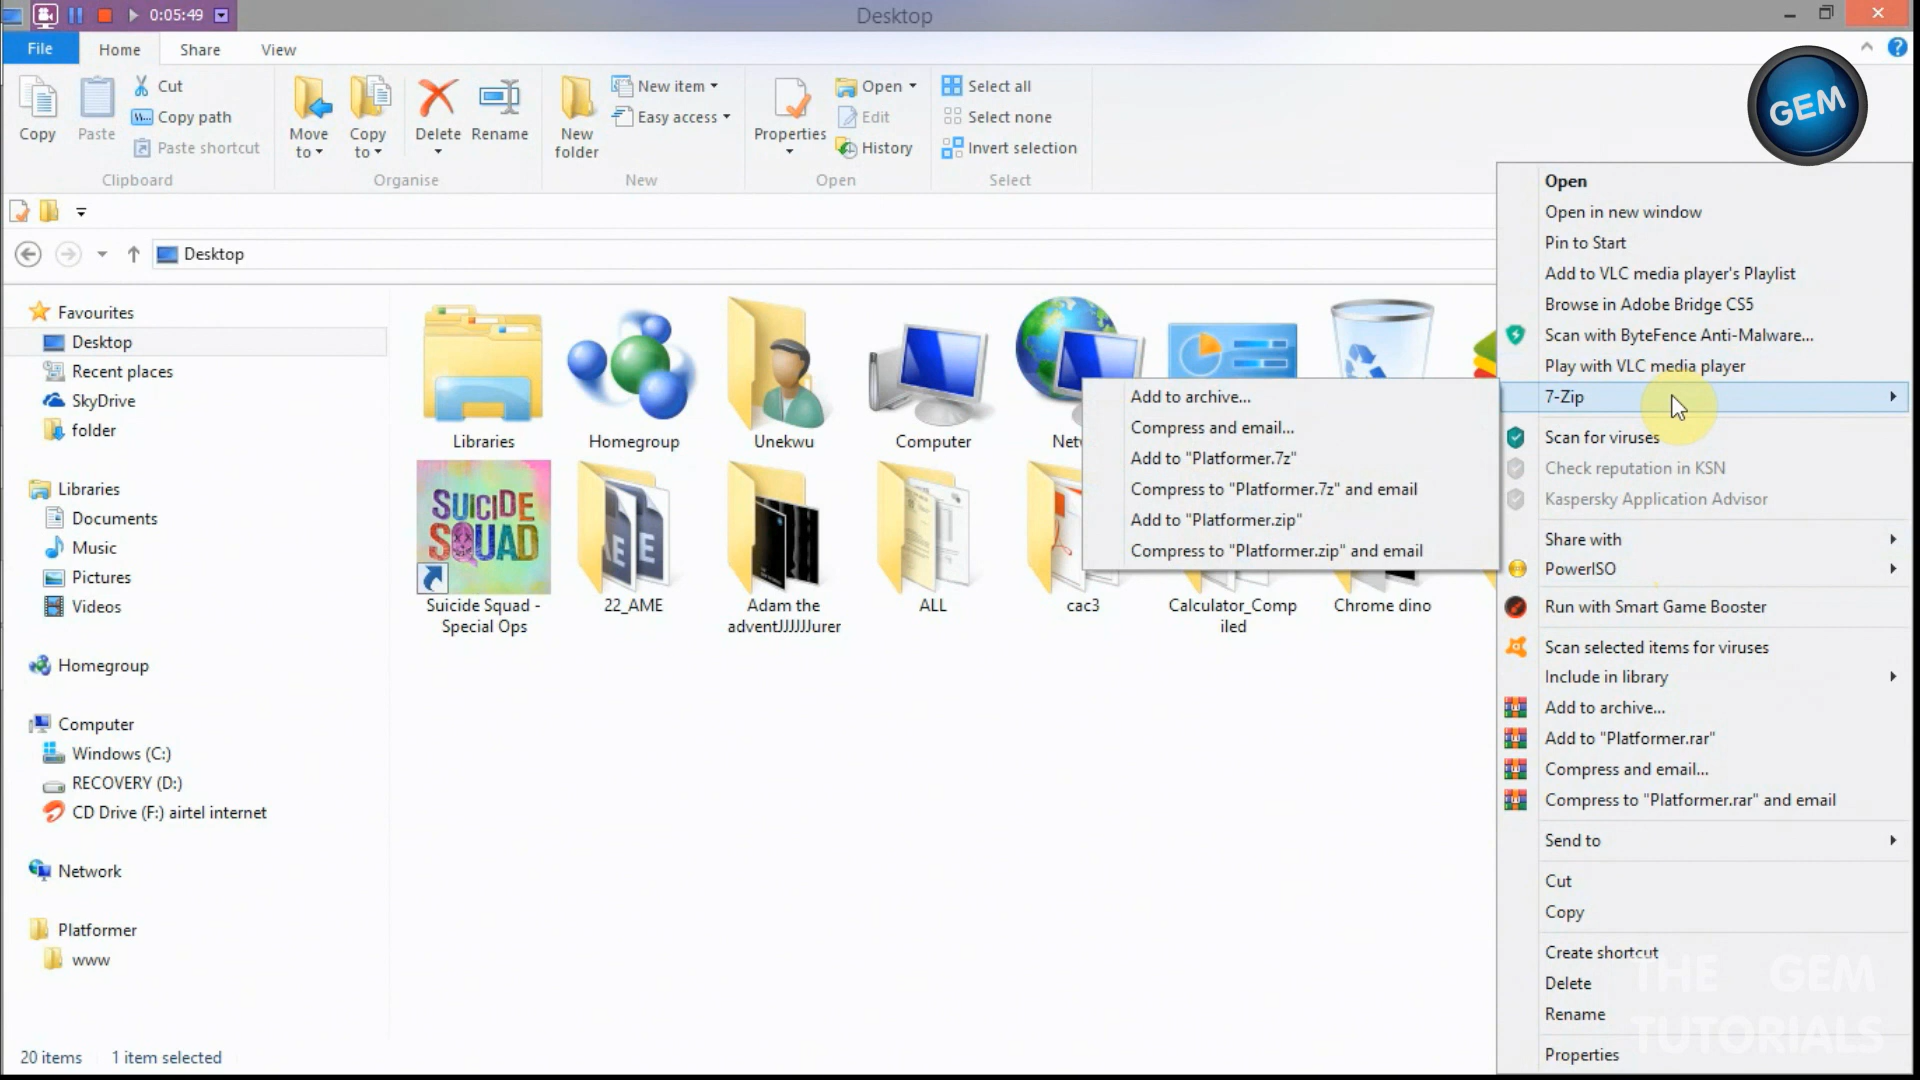 0:05:49
Desktop
File
Home
Share
View
Copy
Paste
Cut
Copy path
Paste shortcut
Clipboard
Move to
Copy to
Delete
Rename
Organise
New folder
New item
Easy access
New
Properties
Open
Edit
History
Open
Select all
Select none
Invert selection
Select
GEM
Desktop
Favourites
Desktop
Recent places
SkyDrive
folder
Libraries
Documents
Music
Pictures
Videos
Homegroup
Computer
Windows (C:)
RECOVERY (D:)
CD Drive (F:) airtel internet
Network
Platformer
www
Libraries
Homegroup
Unekwu
Computer
SUICIDE
SQUAD
Suicide Squad -
Special Ops
22_AME
Adam the
adventJJJJJJurer
ALL
cac3
Calculator_Comp
iled
Chrome dino
Add to archive...
Compress and email...
Add to "Platformer.7z"
Compress to "Platformer.7z" and email
Add to "Platformer.zip"
Compress to "Platformer.zip" and email
Open
Open in new window
Pin to Start
Add to VLC media player's Playlist
Browse in Adobe Bridge CS5
Scan with ByteFence Anti-Malware...
Play with VLC media player
7-Zip
Scan for viruses
Check reputation in KSN
Kaspersky Application Advisor
Share with
PowerISO
Run with Smart Game Booster
Scan selected items for viruses
Include in library
Add to archive...
Add to "Platformer.rar"
Compress and email...
Compress to "Platformer.rar" and email
Send to
Cut
Copy
Create shortcut
Delete
Rename
Properties
THE GEM
TUTORIALS
20 items
1 item selected